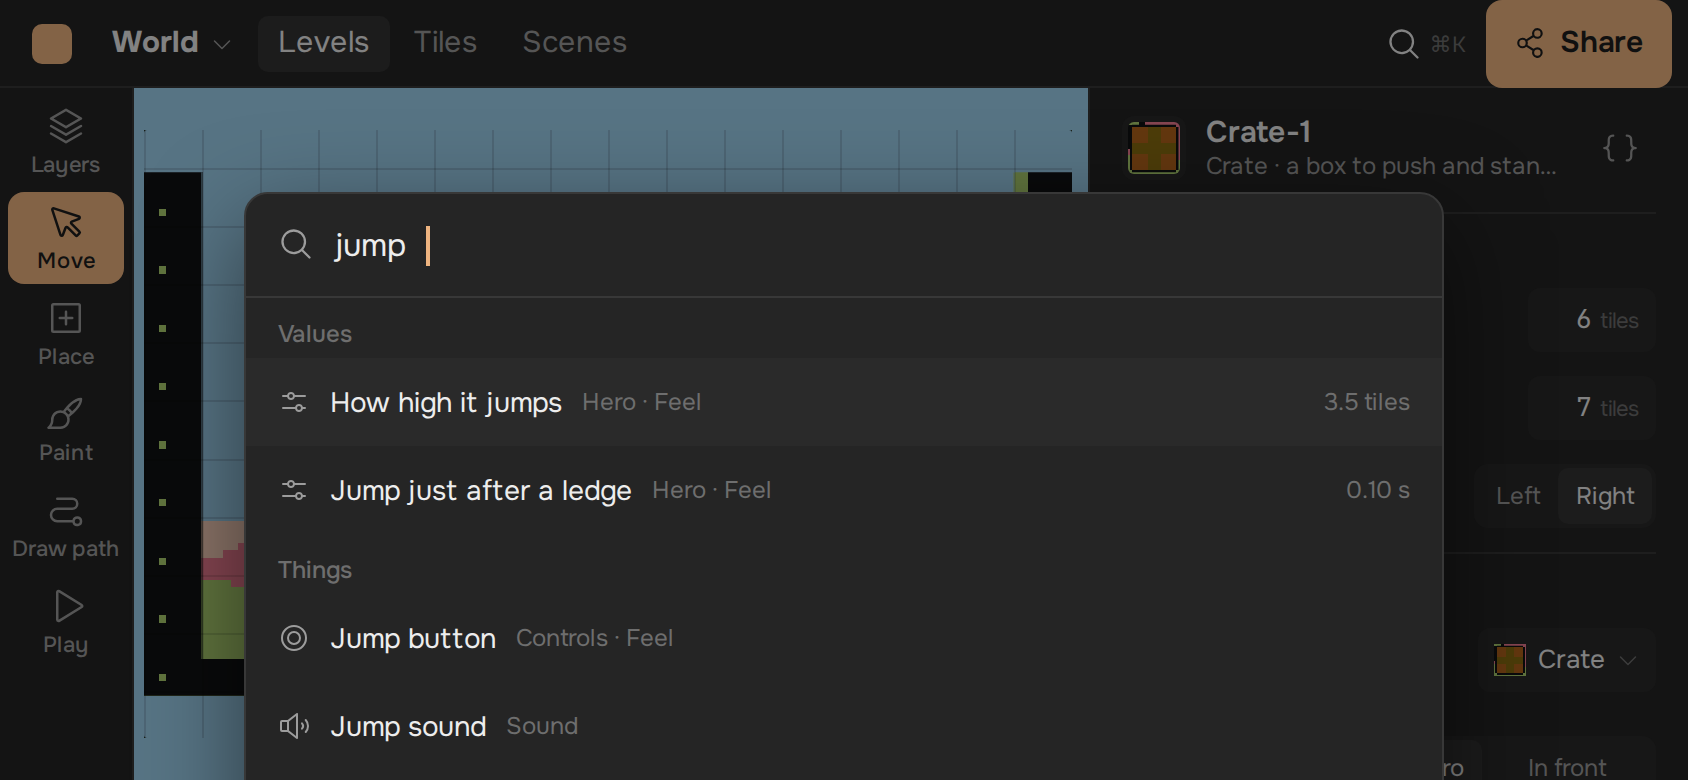 World Levels Tiles Scenes ⌘K Share
Layers
Move
Place
Paint
Draw path
Play
Crate-1
Crate · a box to push and stan...
{ }
6 tiles
7 tiles
Left Right
Crate
In front
jump
Values
How high it jumps Hero · Feel 3.5 tiles
Jump just after a ledge Hero · Feel 0.10 s
Things
Jump button Controls · Feel
Jump sound Sound